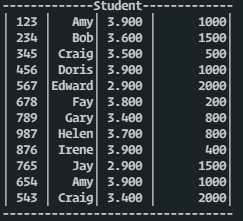 --------------Student--------------
| 123 | Amy| 3.900 | 1000|
| 234 | Bob| 3.600 | 1500|
| 345 | Craig| 3.500 | 500|
| 456 | Doris| 3.900 | 1000|
| 567 | Edward| 2.900 | 2000|
| 678 | Fay| 3.800 | 200|
| 789 | Gary| 3.400 | 800|
| 987 | Helen| 3.700 | 800|
| 876 | Irene| 3.900 | 400|
| 765 | Jay| 2.900 | 1500|
| 654 | Amy| 3.900 | 1000|
| 543 | Craig| 3.400 | 2000|
-----------------------------------